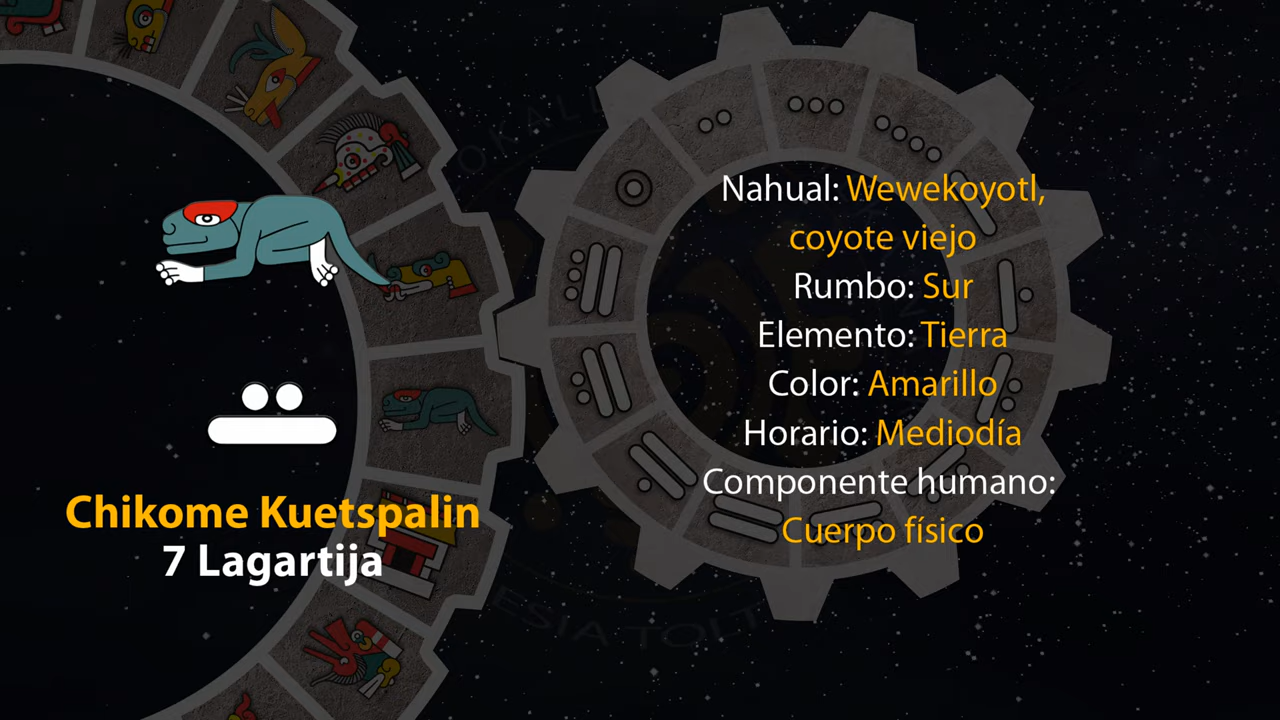 Chikome Kuetspalin
7 Lagartija
Nahual: Wewekoyotl,
coyote viejo
Rumbo: Sur
Elemento: Tierra
Color: Amarillo
Horario: Mediodía
Componente humano:
Cuerpo físico